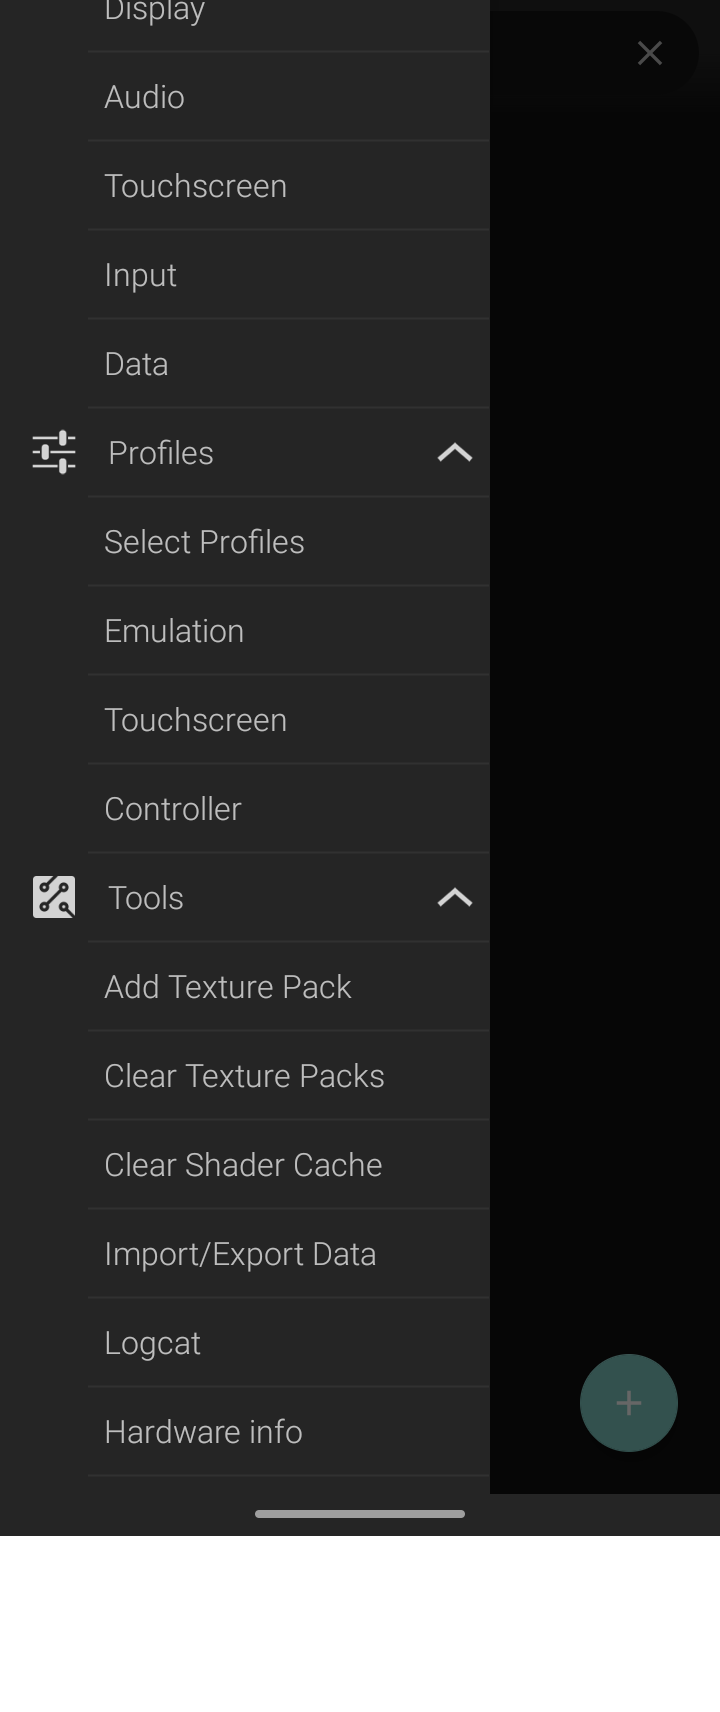 Display
Audio
Touchscreen
Input
Data
Profiles
Select Profiles
Emulation
Touchscreen
Controller
Tools
Add Texture Pack
Clear Texture Packs
Clear Shader Cache
Import/Export Data
Logcat
Hardware info